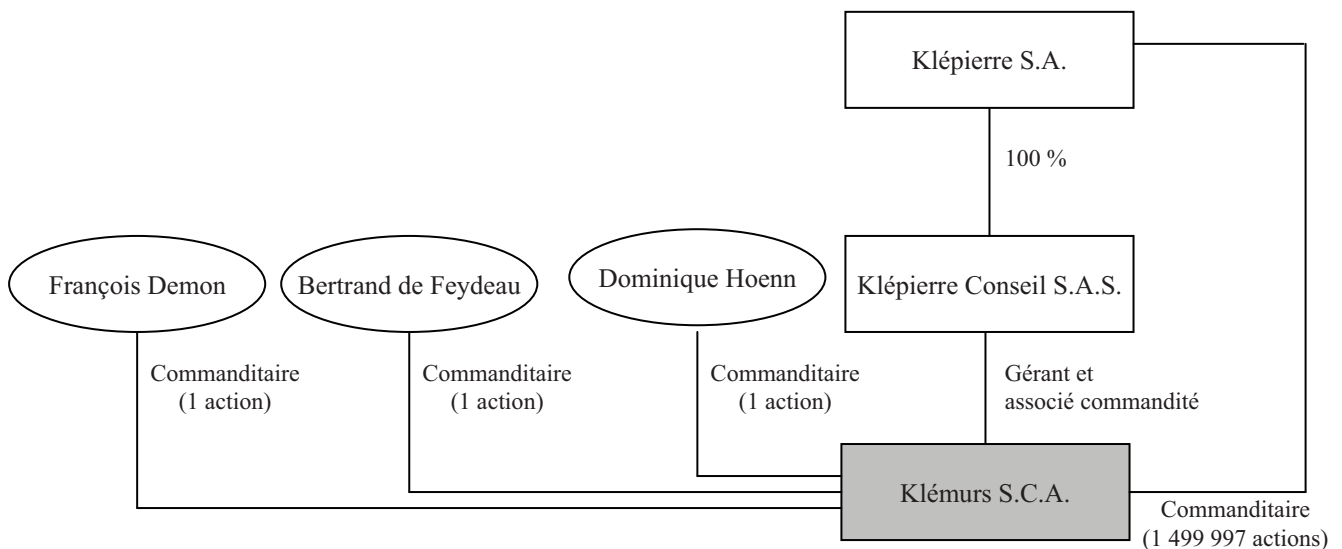 Klépierre S.A.
100 %
François Demon
Bertrand de Feydeau
Dominique Hoenn
Klépierre Conseil S.A.S.
Commanditaire
(1 action)
Commanditaire
(1 action)
Commanditaire
(1 action)
Gérant et
associé commandité
Klémurs S.C.A.
Commanditaire
(1 499 997 actions)